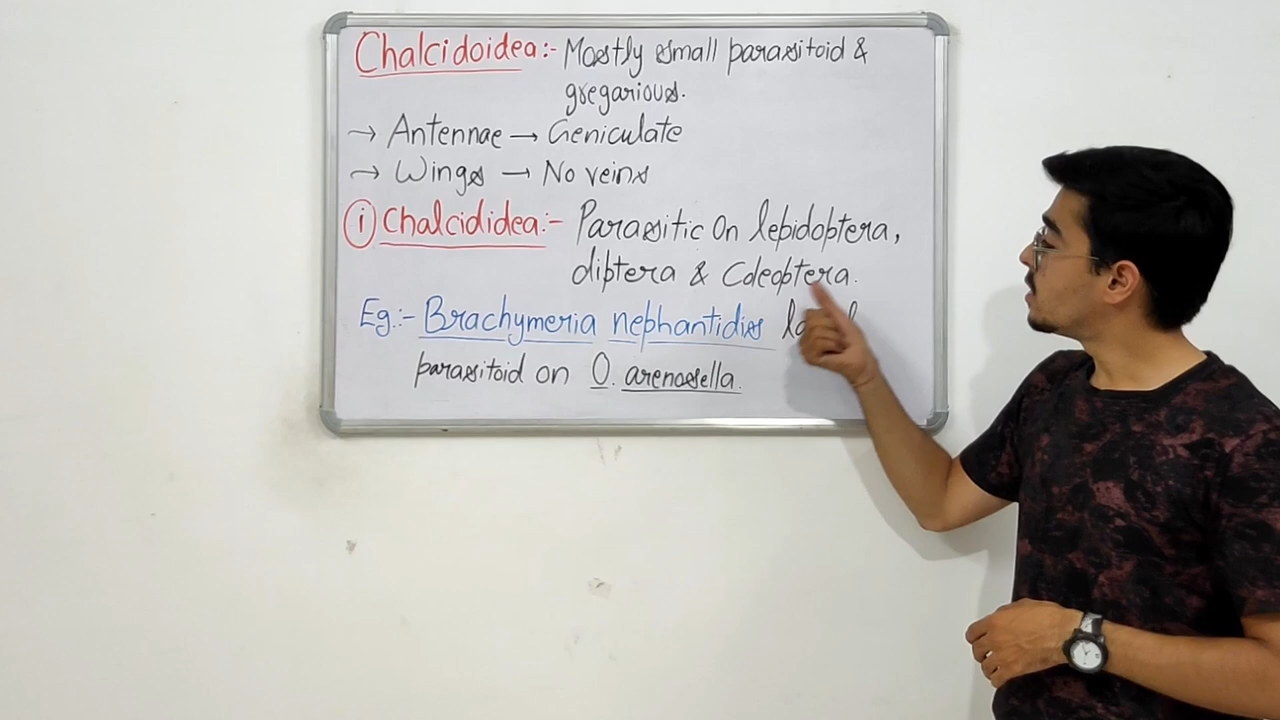 Chalcidoidea:- Mostly small parasitoid &
gregarious.
→ Antennae → Geniculate
→ Wings → No veins
i Chalcididea:- Parasitic On lepidoptera,
diptera & Coleoptera.
Eg:- Brachymeria nephantidis
parasitoid on O. arenosella.